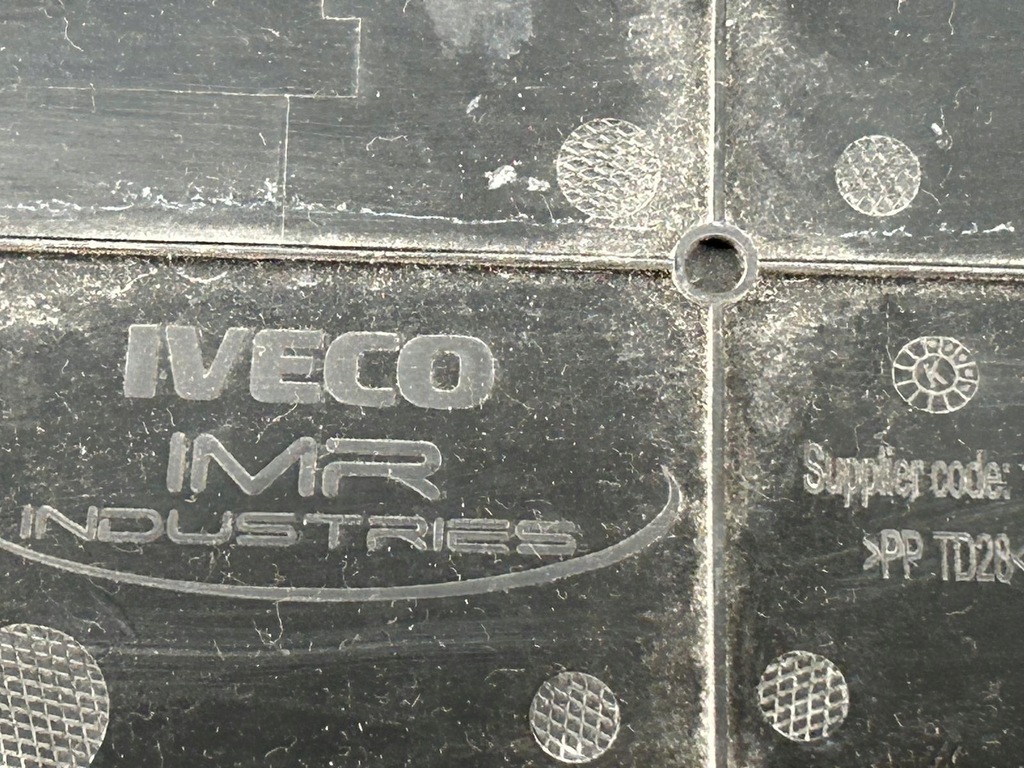 IVECO
IMR
INDUSTRIES
K
Supplier code:
>PP TD28<